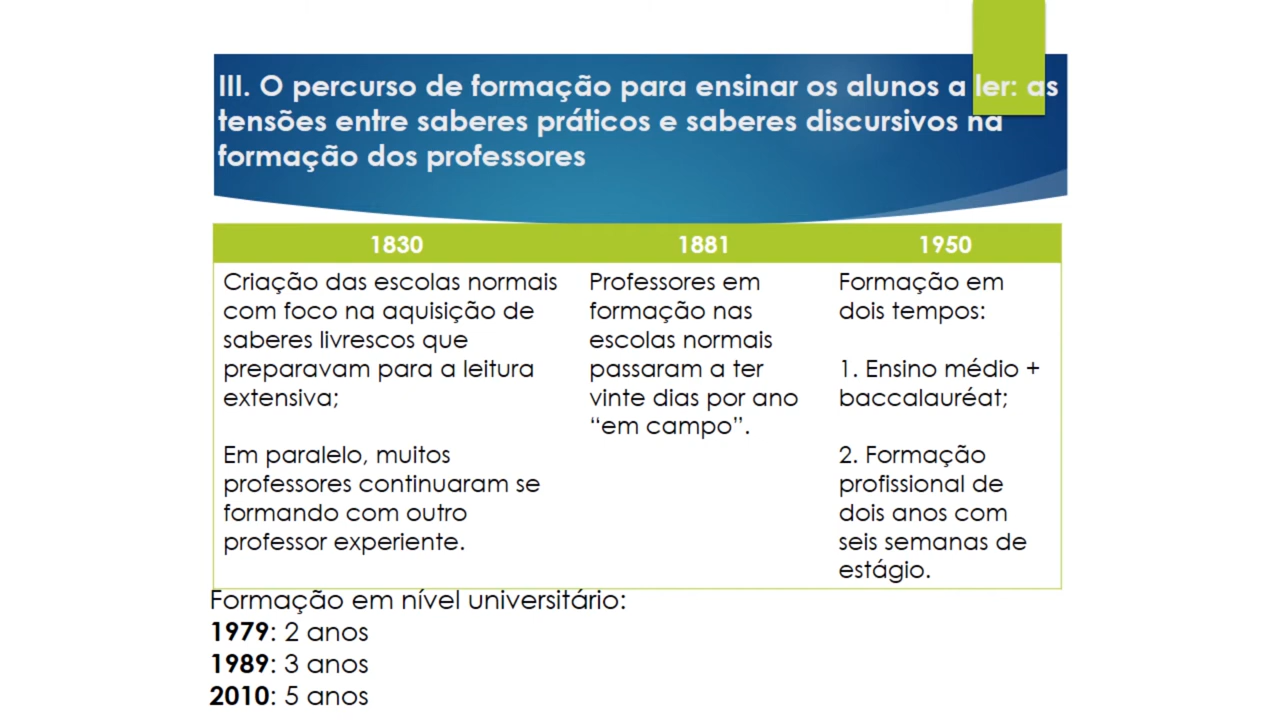 III. O percurso de formação para ensinar os alunos a ler: as
tensões entre saberes práticos e saberes discursivos na
formação dos professores
1830
1881
1950
Criação das escolas normais
com foco na aquisição de
saberes livrescos que
preparavam para a leitura
extensiva;
Em paralelo, muitos
professores continuaram se
formando com outro
professor experiente.
Professores em
formação nas
escolas normais
passaram a ter
vinte dias por ano
“em campo”.
Formação em
dois tempos:
1. Ensino médio +
baccalauréat;
2. Formação
profissional de
dois anos com
seis semanas de
estágio.
Formação em nível universitário:
1979: 2 anos
1989: 3 anos
2010: 5 anos